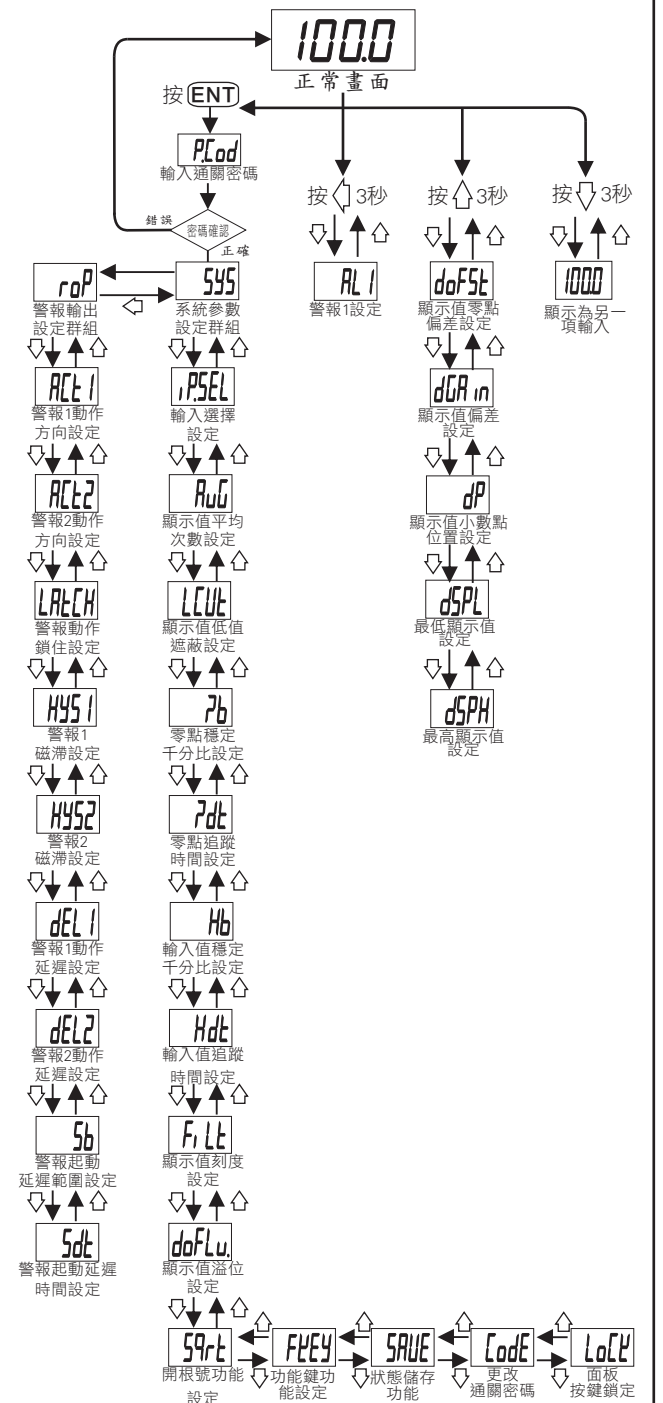 100.0
正常畫面
按 ENT
P.Cod
輸入通關密碼
錯誤
密碼確認
正確
按 3秒
AL1
警報1設定
按 3秒
doFSt
顯示值零點
偏差設定
dGAin
顯示值偏差
設定
dP
顯示值小數點
位置設定
dSPL
最低顯示值
設定
dSPH
最高顯示值
設定
按 3秒
100.0
顯示為另一
項輸入
roP
警報輸出
設定群組
ACt1
警報1動作
方向設定
ACt2
警報2動作
方向設定
LAtCH
警報動作
鎖住設定
HYS1
警報1
磁滯設定
HYS2
警報2
磁滯設定
dEL1
警報1動作
延遲設定
dEL2
警報2動作
延遲設定
Sb
警報起動
延遲範圍設定
Sdt
警報起動延遲
時間設定
SYS
系統參數
設定群組
iP.SEL
輸入選擇
設定
AvG
顯示值平均
次數設定
LCUt
顯示值低值
遮蔽設定
Zb
零點穩定
千分比設定
Zdt
零點追蹤
時間設定
Hb
輸入值穩定
千分比設定
Hdt
輸入值追蹤
時間設定
FiLt
顯示值刻度
設定
doFLu.
顯示值溢位
設定
Sqrt
開根號功能
設定
FKEY
功能鍵功
能設定
SAVE
狀態儲存
功能
CodE
更改
通關密碼
LoCK
面板
按鍵鎖定